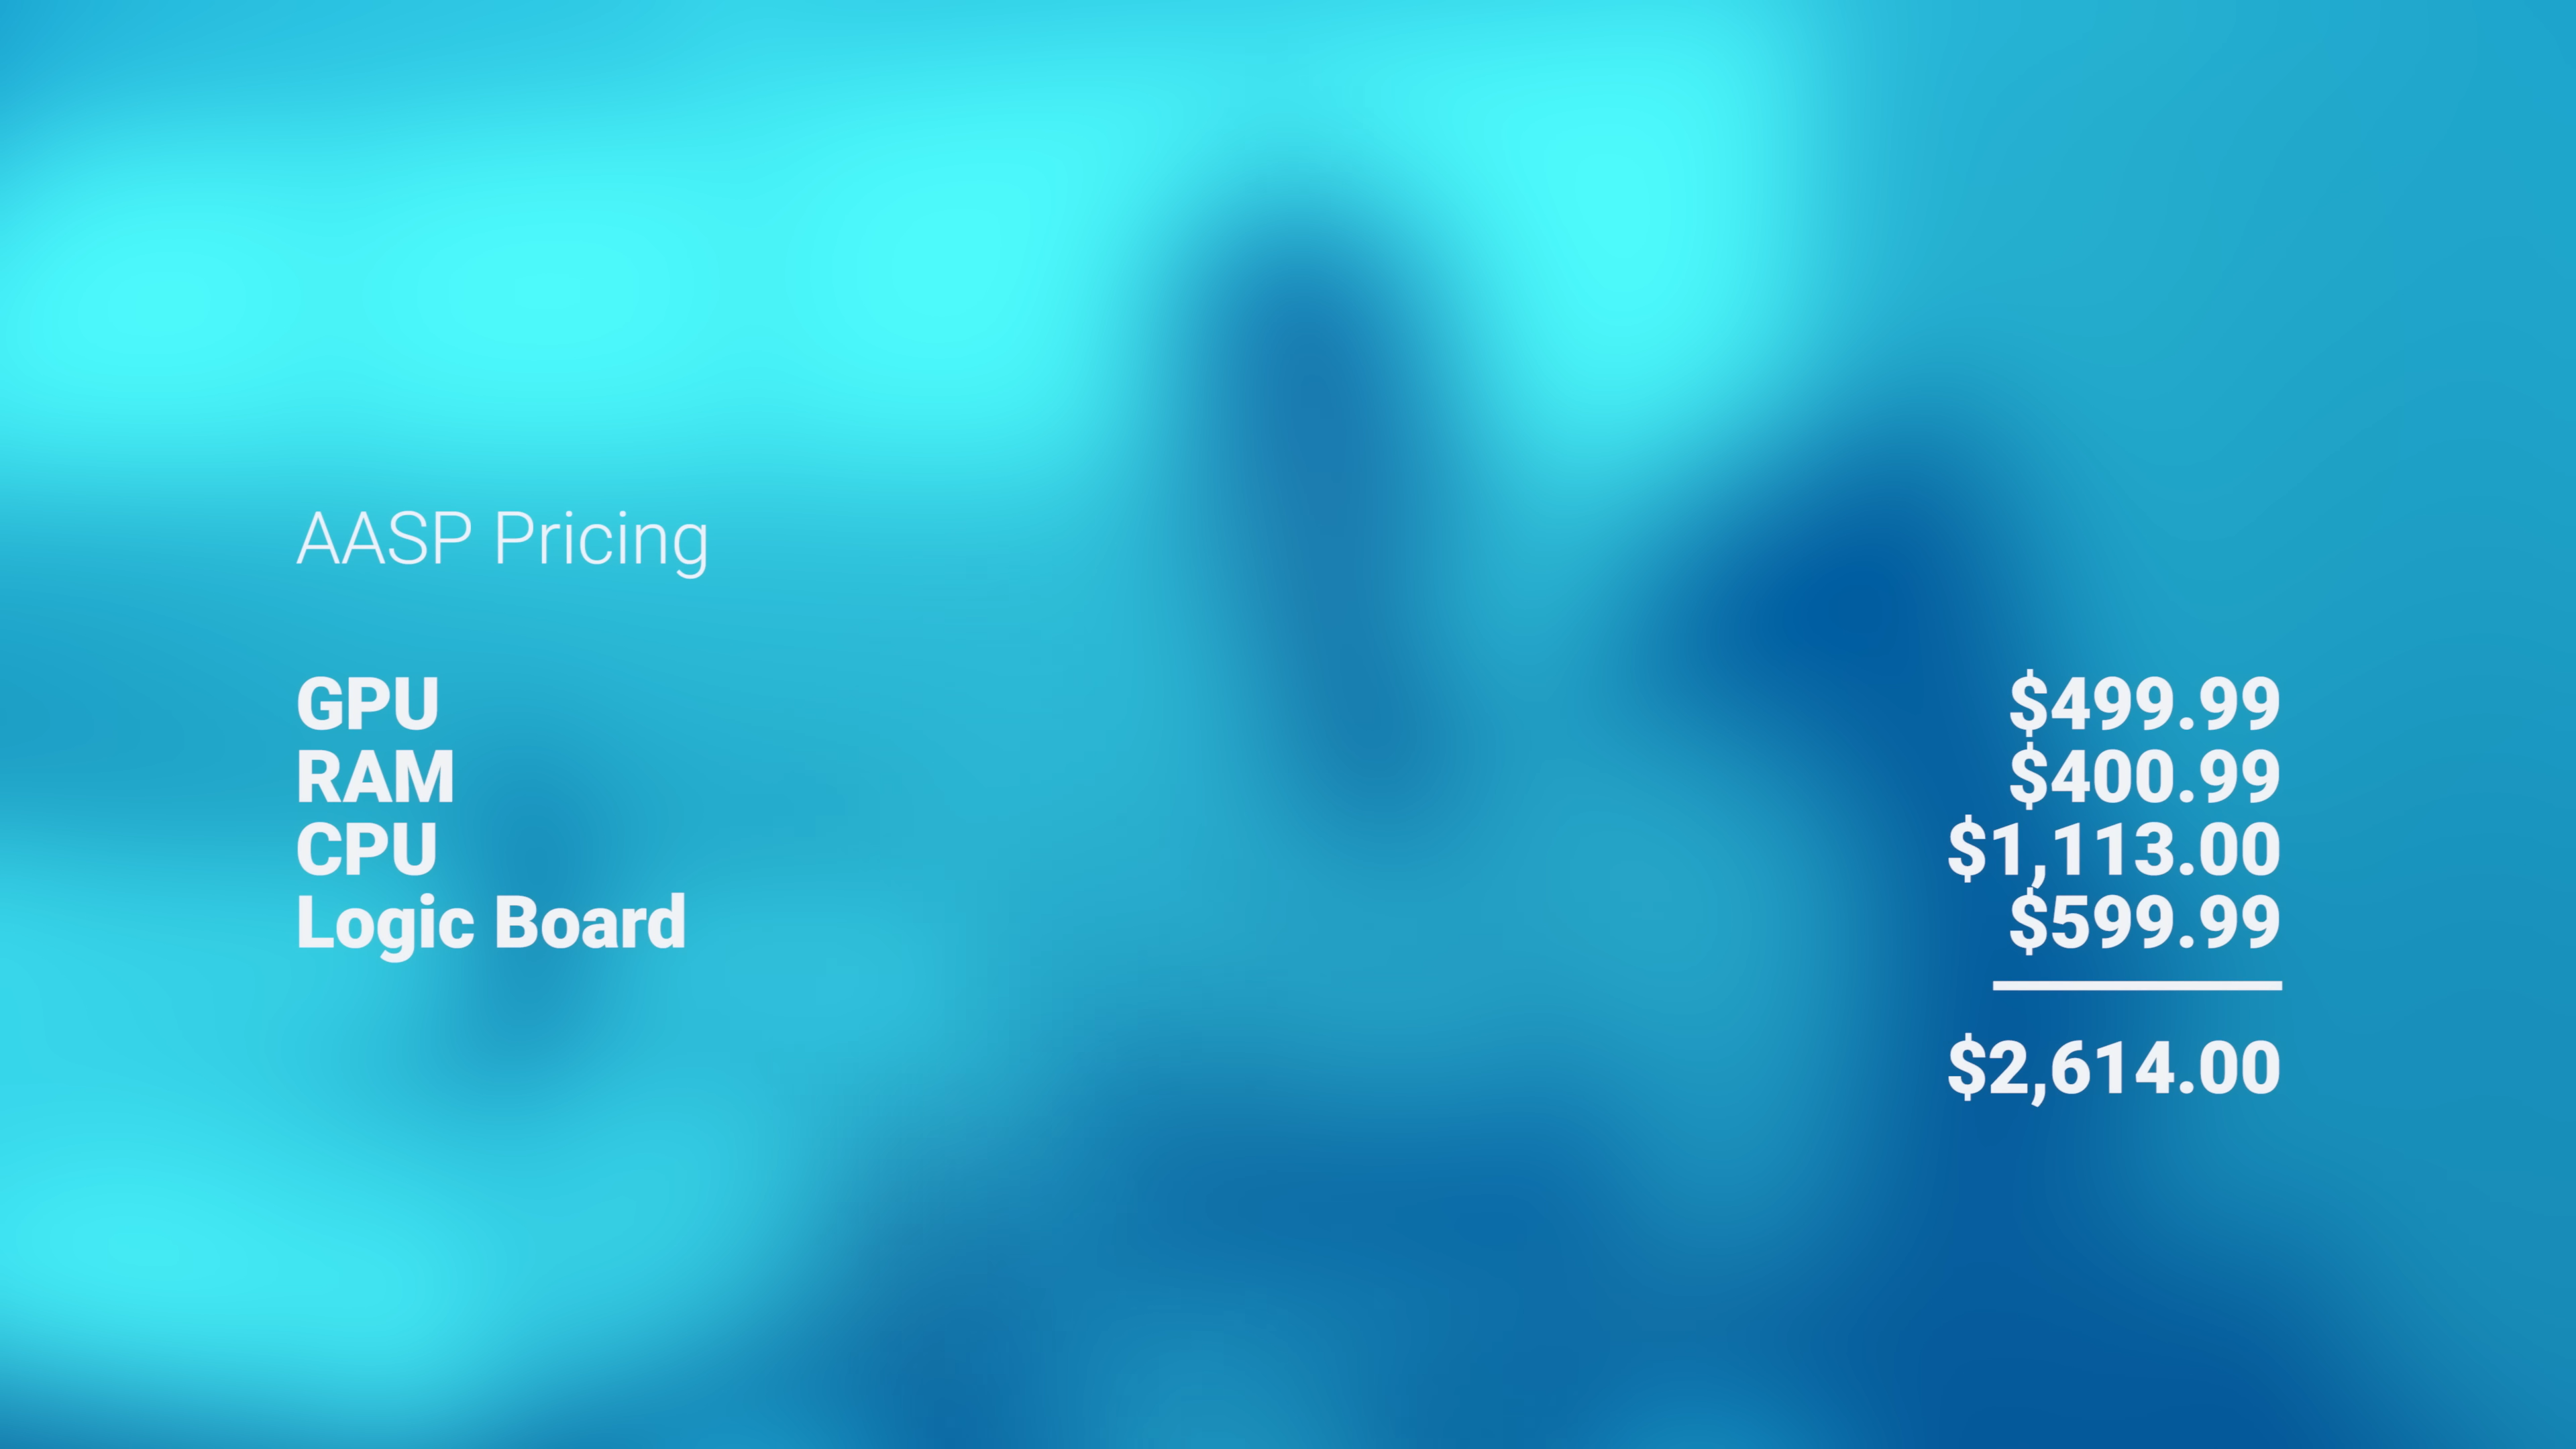 AASP Pricing
GPU $499.99
RAM $400.99
CPU $1,113.00
Logic Board $599.99
$2,614.00